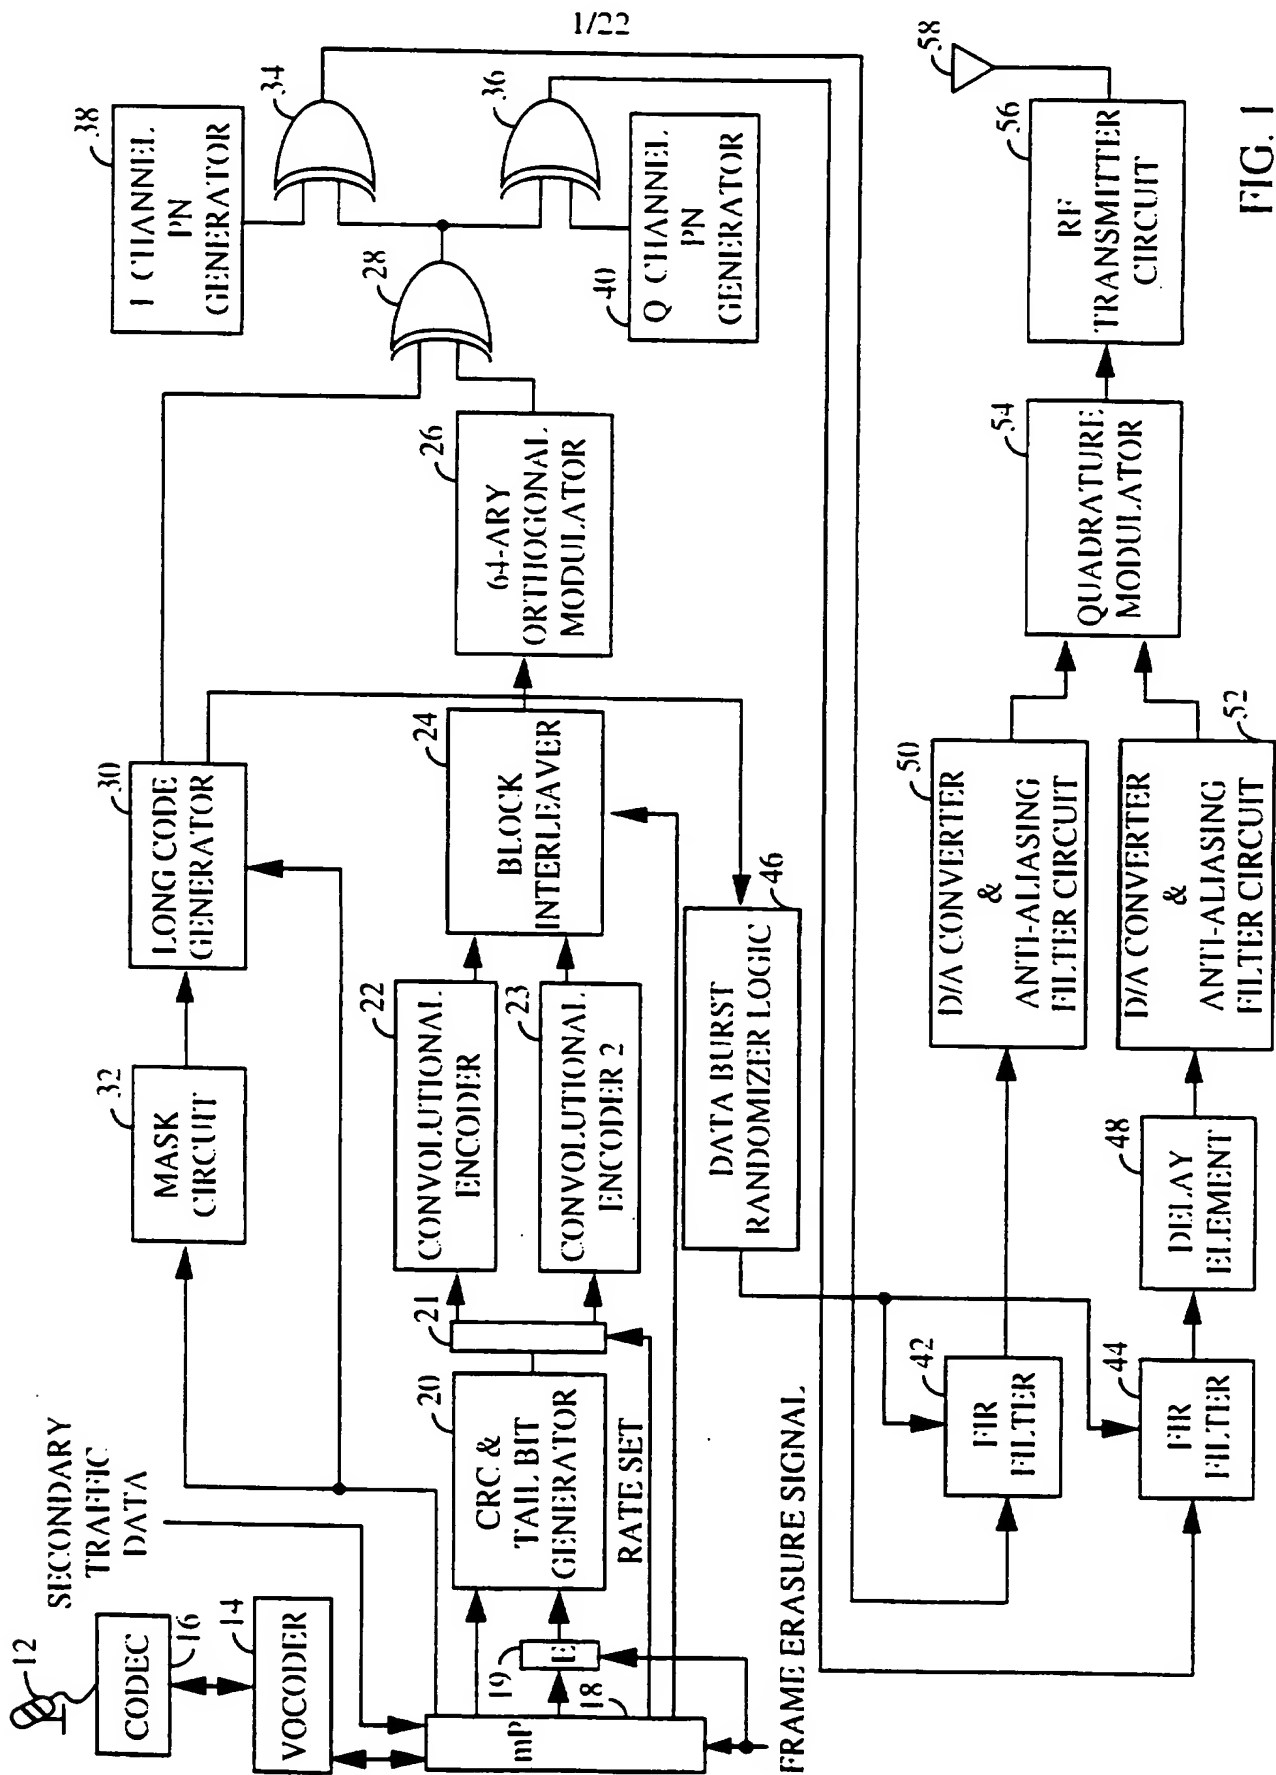 1/22
SECONDARY
TRAFFIC
DATA
12
CODEC
16
14
VOCODER
mP
18
19
E
FRAME ERASURE SIGNAL
RATE SET
20
CRC &
TAIL BIT
GENERATOR
21
32
MASK
CIRCUIT
30
LONG CODE
GENERATOR
22
CONVOLUTIONAL
ENCODER
23
CONVOLUTIONAL
ENCODER 2
24
BLOCK
INTERLEAVER
46
DATA BURST
RANDOMIZER LOGIC
26
64-ARY
ORTHOGONAL
MODULATOR
28
38
I CHANNEL
PN
GENERATOR
34
36
40
Q CHANNEL
PN
GENERATOR
42
FIR
FILTER
44
FIR
FILTER
48
DELAY
ELEMENT
50
D/A CONVERTER
&
ANTI-ALIASING
FILTER CIRCUIT
52
D/A CONVERTER
&
ANTI-ALIASING
FILTER CIRCUIT
54
QUADRATURE
MODULATOR
56
RF
TRANSMITTER
CIRCUIT
58
FIG. 1